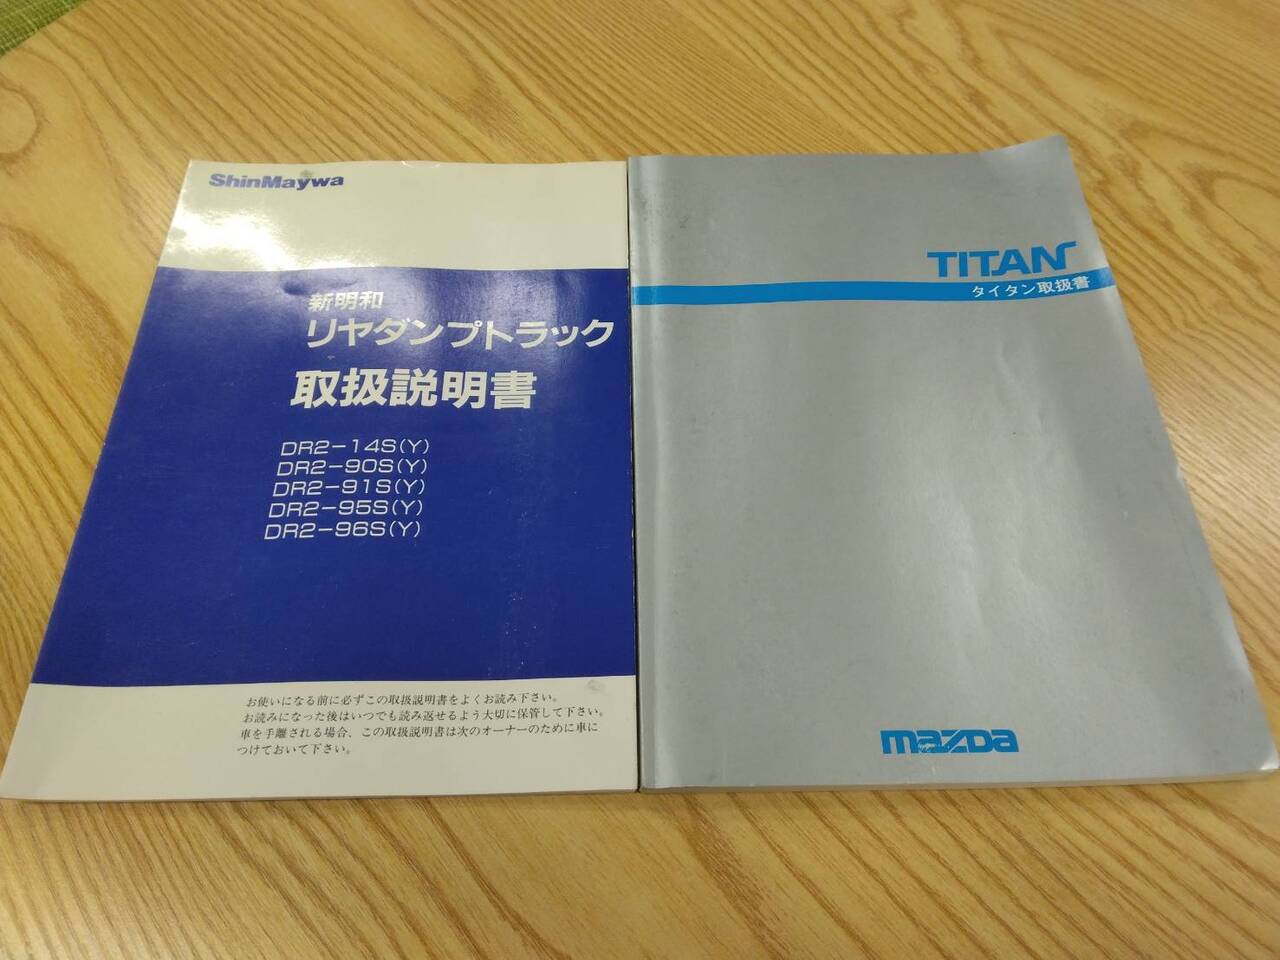 ShinMaywa
新明和
リヤダンプトラック
取扱説明書
DR2-14S(Y)
DR2-90S(Y)
DR2-91S(Y)
DR2-95S(Y)
DR2-96S(Y)
お使いになる前に必ずこの取扱説明書をよくお読み下さい。
お読みになった後はいつでも読み返せるよう大切に保管して下さい。
車を手離される場合、この取扱説明書は次のオーナーのために車に
つけておいて下さい。
TITAN
タイタン取扱書
mazda